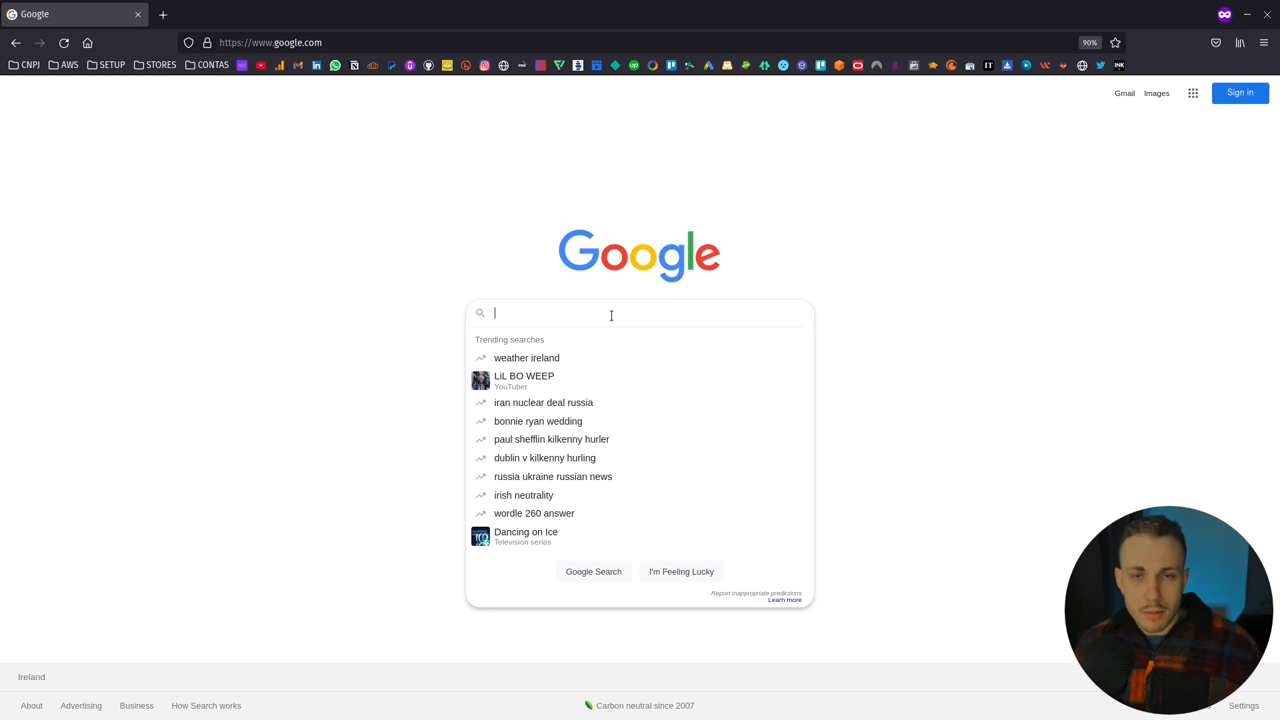 Google
https://www.google.com
90%
CNPJ
AWS
SETUP
STORES
CONTAS
Gmail
Images
Sign in
Google
Trending searches
weather ireland
LiL BO WEEP
YouTuber
iran nuclear deal russia
bonnie ryan wedding
paul shefflin kilkenny hurler
dublin v kilkenny hurling
russia ukraine russian news
irish neutrality
wordle 260 answer
Dancing on Ice
Television series
Google Search
I'm Feeling Lucky
Report inappropriate predictions
Learn more
Ireland
About
Advertising
Business
How Search works
Carbon neutral since 2007
Settings